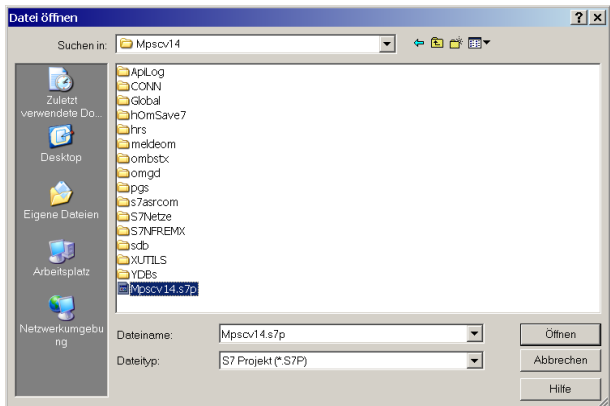 Datei öffnen
Suchen in: Mpscv14
Zuletzt
verwendete Do...
Desktop
Eigene Dateien
Arbeitsplatz
Netzwerkumgebu
ng
ApiLog
CONN
Global
hOmSave7
hrs
meldeom
ombstx
omgd
pgs
s7asrcom
S7Netze
S7NFREMX
sdb
XUTILS
YDBs
Mpscv14.s7p
Dateiname: Mpscv14.s7p Öffnen
Dateityp: S7 Projekt (*.S7P) Abbrechen
Hilfe